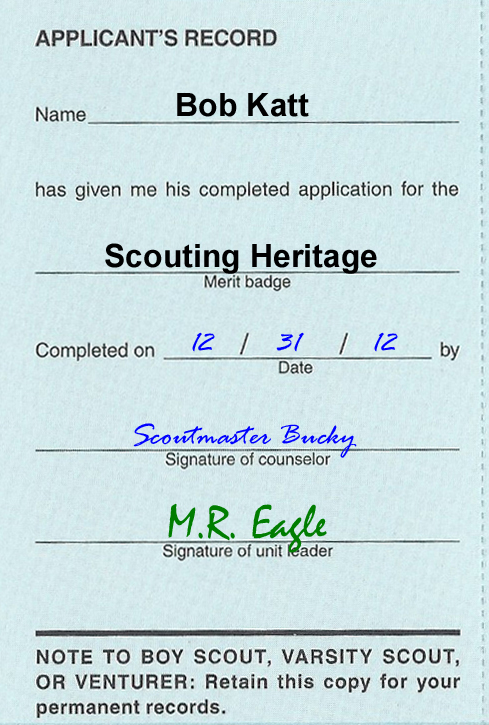 APPLICANT'S RECORD
Name Bob Katt
has given me his completed application for the
Scouting Heritage
Merit badge
Completed on 12 / 31 / 12 by
Date
Scoutmaster Bucky
Signature of counselor
M.R. Eagle
Signature of unit leader
NOTE TO BOY SCOUT, VARSITY SCOUT,
OR VENTURER: Retain this copy for your
permanent records.